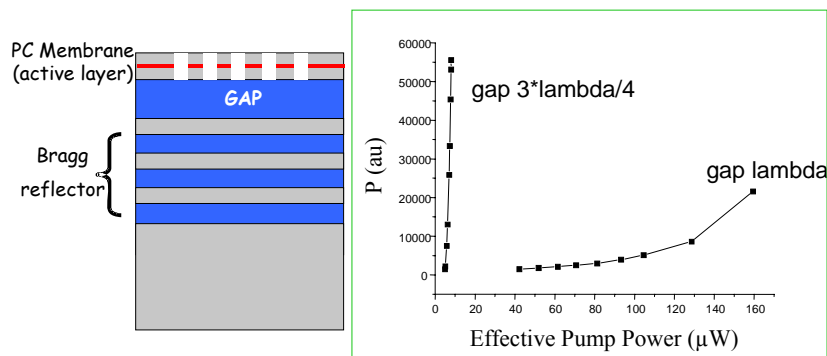 PC Membrane
(active layer)
GAP
Bragg
reflector
60000
50000
40000
30000
20000
10000
0
P (au)
gap 3*lambda/4
gap lambda
0 20 40 60 80 100 120 140 160
Effective Pump Power (µW)